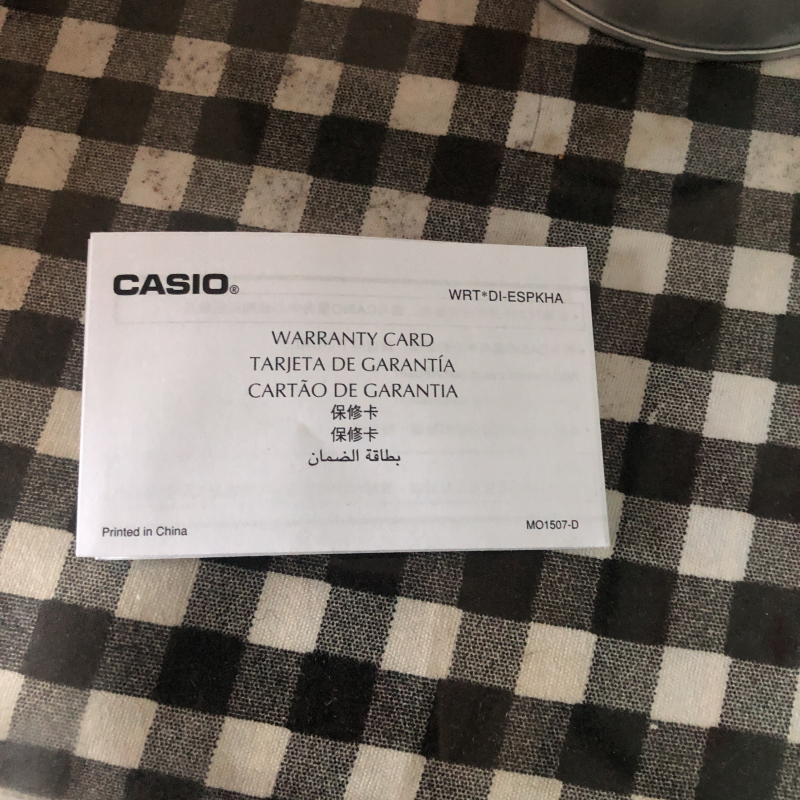 CASIO®
WRT*DI-ESPKHA
WARRANTY CARD
TARJETA DE GARANTÍA
CARTÃO DE GARANTIA
保修卡
保修卡
بطاقة الضمان
Printed in China
MO1507-D